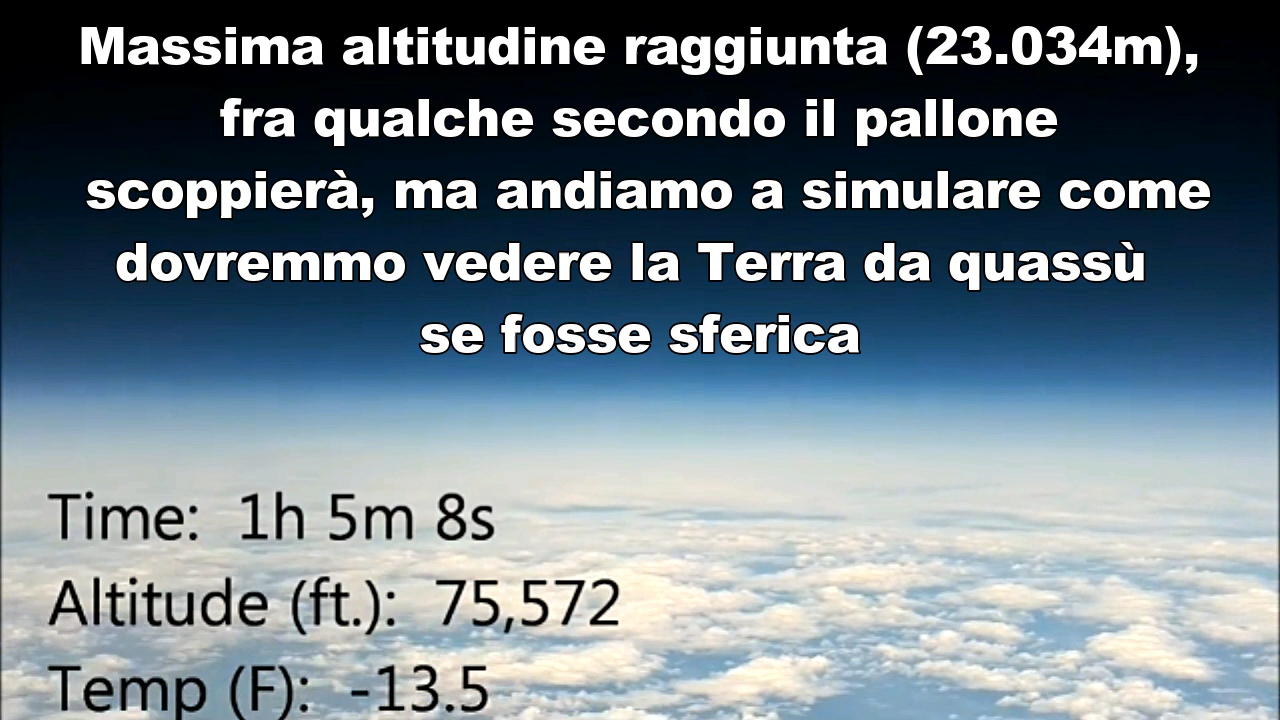 Massima altitudine raggiunta (23.034m),
fra qualche secondo il pallone
scoppierà, ma andiamo a simulare come
dovremmo vedere la Terra da quassù
se fosse sferica
Time: 1h 5m 8s
Altitude (ft.): 75,572
Temp (F): -13.5